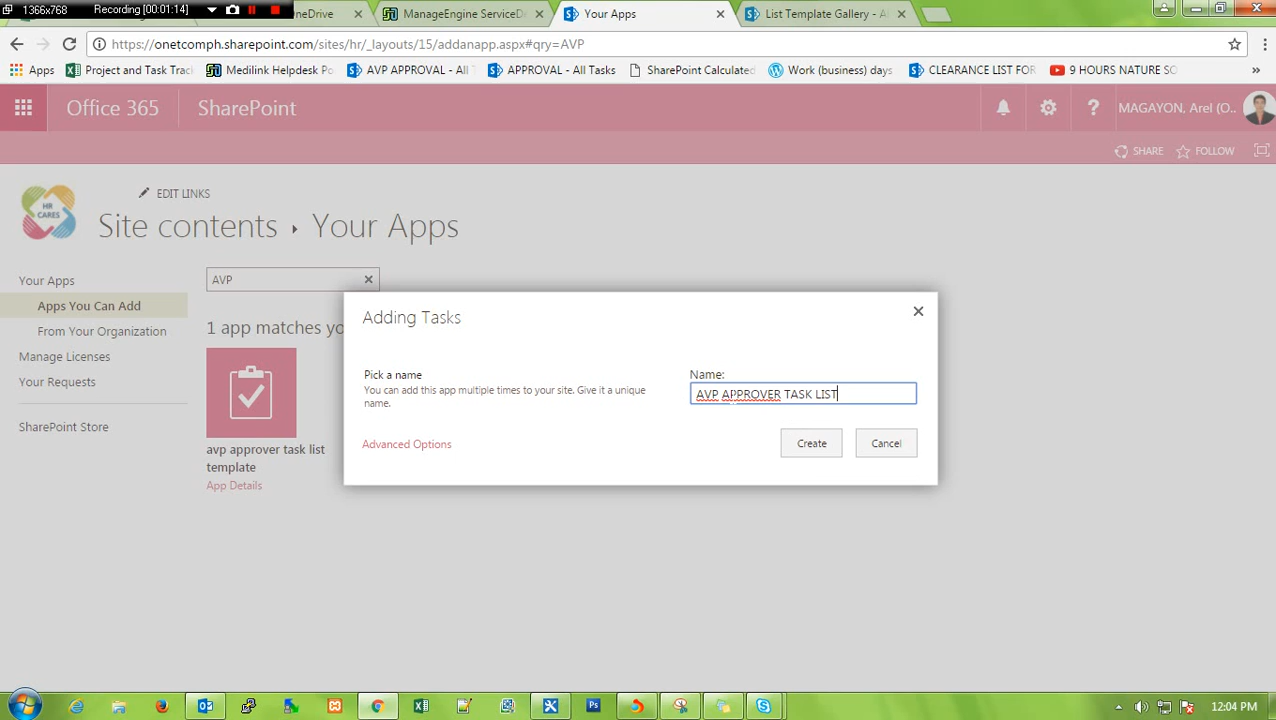 1366x768 Recording [00:01:14]
neDrive
ManageEngine ServiceDe
Your Apps
List Template Gallery - A
https://onetcomph.sharepoint.com/sites/hr/_layouts/15/addanapp.aspx#qry=AVP
Apps Project and Task Track Medilink Helpdesk Po AVP APPROVAL - All T APPROVAL - All Tasks SharePoint Calculated Work (business) days CLEARANCE LIST FOR 9 HOURS NATURE SO »
Office 365 SharePoint ? MAGAYON, Arel (O..
SHARE FOLLOW
HR CARES
EDIT LINKS
Site contents ▸ Your Apps
Your Apps
Apps You Can Add
From Your Organization
Manage Licenses
Your Requests
SharePoint Store
AVP
1 app matches yo
avp approver task list
template
App Details
Adding Tasks
Pick a name
You can add this app multiple times to your site. Give it a unique
name.
Name:
AVP APPROVER TASK LIST
Advanced Options
Create Cancel
12:04 PM